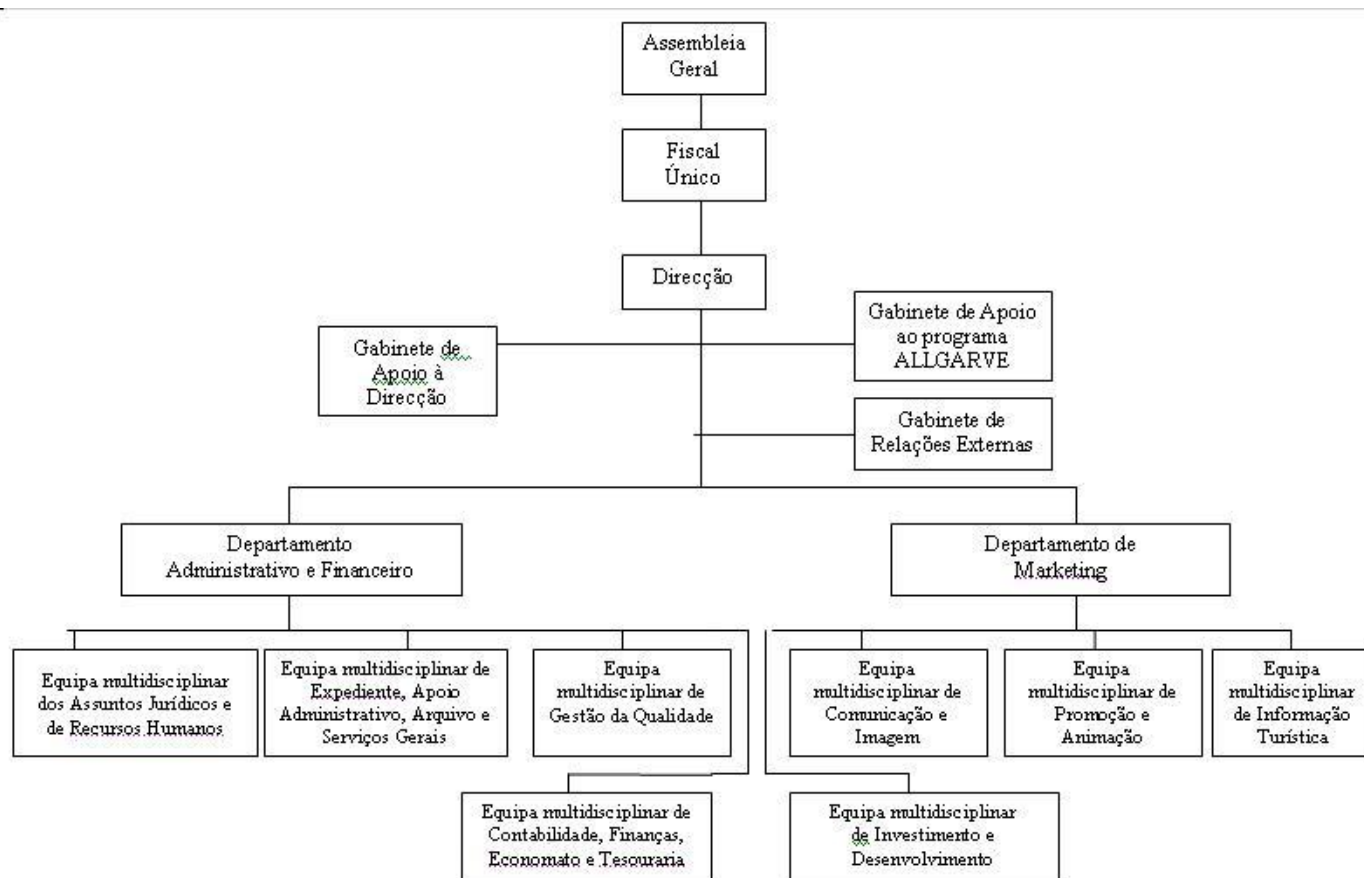 Assembleia
Geral
Fiscal
Único
Direcção
Gabinete de Apoio
ao programa
ALLGARVE
Gabinete de
Apoio à
Direcção
Gabinete de
Relações Externas
Departamento
Administrativo e Financeiro
Departamento de
Marketing
Equipa multidisciplinar
dos Assuntos Jurídicos e
de Recursos Humanos
Equipa multidisciplinar de
Expediente, Apoio
Administrativo, Arquivo e
Serviços Gerais
Equipa
multidisciplinar de
Gestão da Qualidade
Equipa
multidisciplinar de
Comunicação e
Imagem
Equipa
multidisciplinar de
Promoção e
Animação
Equipa
multidisciplinar
de Informação
Turística
Equipa multidisciplinar de
Contabilidade, Finanças,
Economato e Tesouraria
Equipa multidisciplinar
de Investimento e
Desenvolvimento